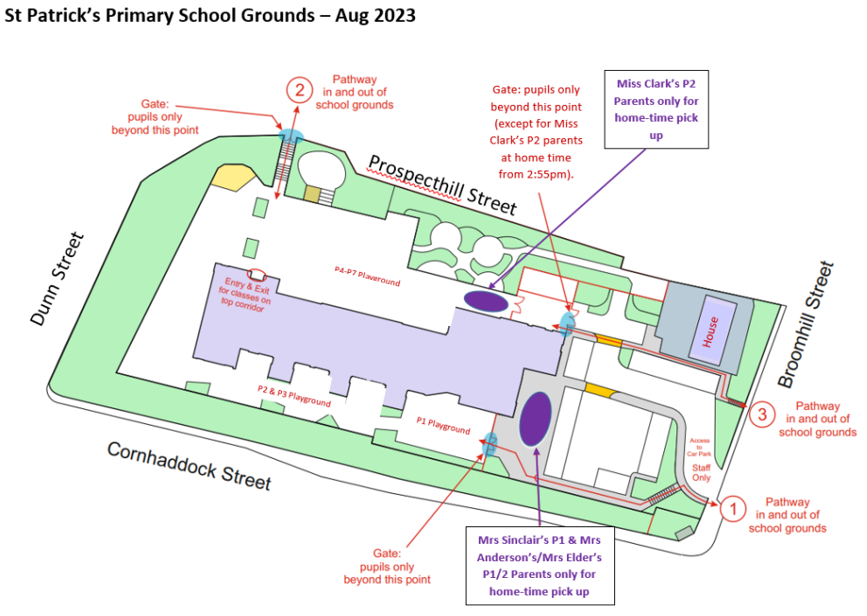 St Patrick's Primary School Grounds – Aug 2023
2
Pathway
in and out of
school grounds
Gate:
pupils only
beyond this point
Gate: pupils only
beyond this point
(except for Miss
Clark's P2 parents
at home time
from 2:55pm).
Miss Clark's P2
Parents only for
home-time pick
up
Prospecthill Street
Dunn Street
P4-P7 Playground
Entry & Exit
for classes on
top corridor
House
Broomhill Street
P2 & P3 Playground
P1 Playground
3
Pathway
in and out of
school grounds
Access
to
Car Park
Staff
Only
Cornhaddock Street
1
Pathway
in and out of
school grounds
Gate:
pupils only
beyond this point
Mrs Sinclair's P1 & Mrs
Anderson's/Mrs Elder's
P1/2 Parents only for
home-time pick up